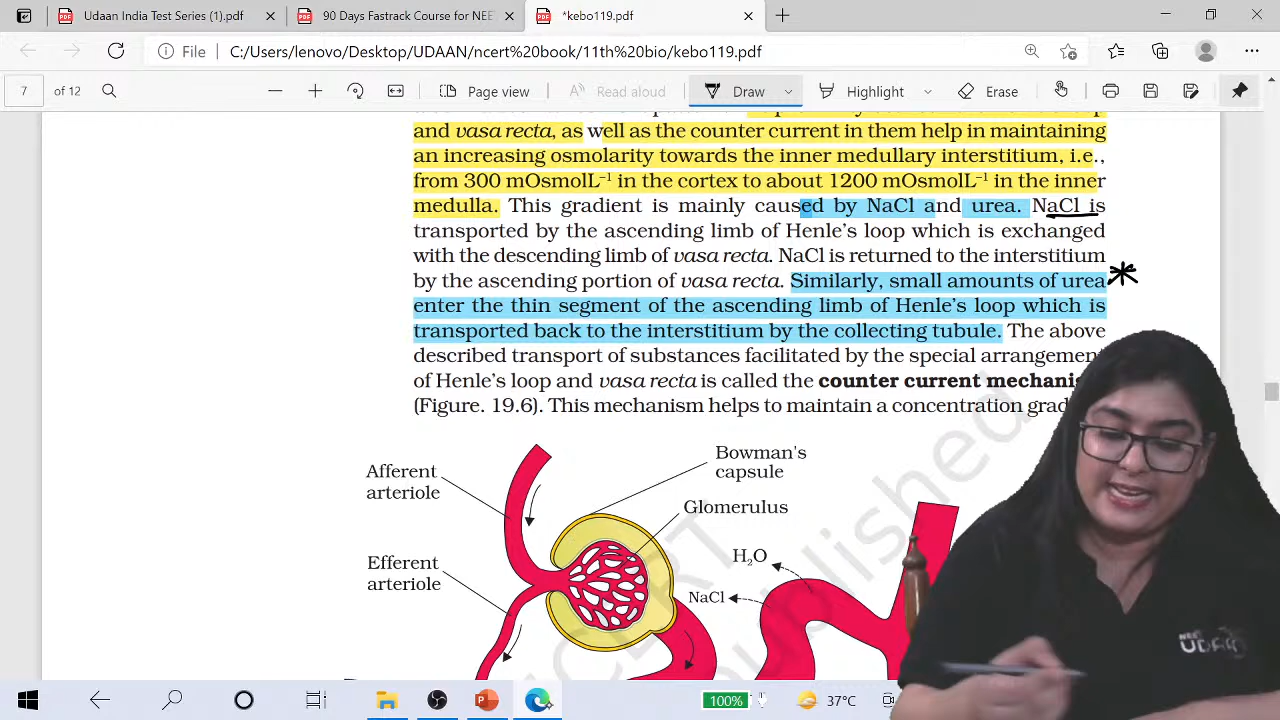 Udaan India Test Series (1).pdf
90 Days Fastrack Course for NEE
*kebo119.pdf
File
C:/Users/lenovo/Desktop/UDAAN/ncert%20book/11th%20bio/kebo119.pdf
7 of 12
Page view
Read aloud
Draw
Highlight
Erase
and vasa recta, as well as the counter current in them help in maintaining
an increasing osmolarity towards the inner medullary interstitium, i.e.,
from 300 mOsmolL⁻¹ in the cortex to about 1200 mOsmolL⁻¹ in the inner
medulla. This gradient is mainly caused by NaCl and urea. NaCl is
transported by the ascending limb of Henle's loop which is exchanged
with the descending limb of vasa recta. NaCl is returned to the interstitium
by the ascending portion of vasa recta. Similarly, small amounts of urea
enter the thin segment of the ascending limb of Henle's loop which is
transported back to the interstitium by the collecting tubule. The above
described transport of substances facilitated by the special arrangement
of Henle's loop and vasa recta is called the counter current
(Figure. 19.6). This mechanism helps to maintain a concentration
Afferent
arteriole
Bowman's
capsule
Glomerulus
Efferent
arteriole
H₂O
NaCl
NEET
UDAAN
100%
37°C